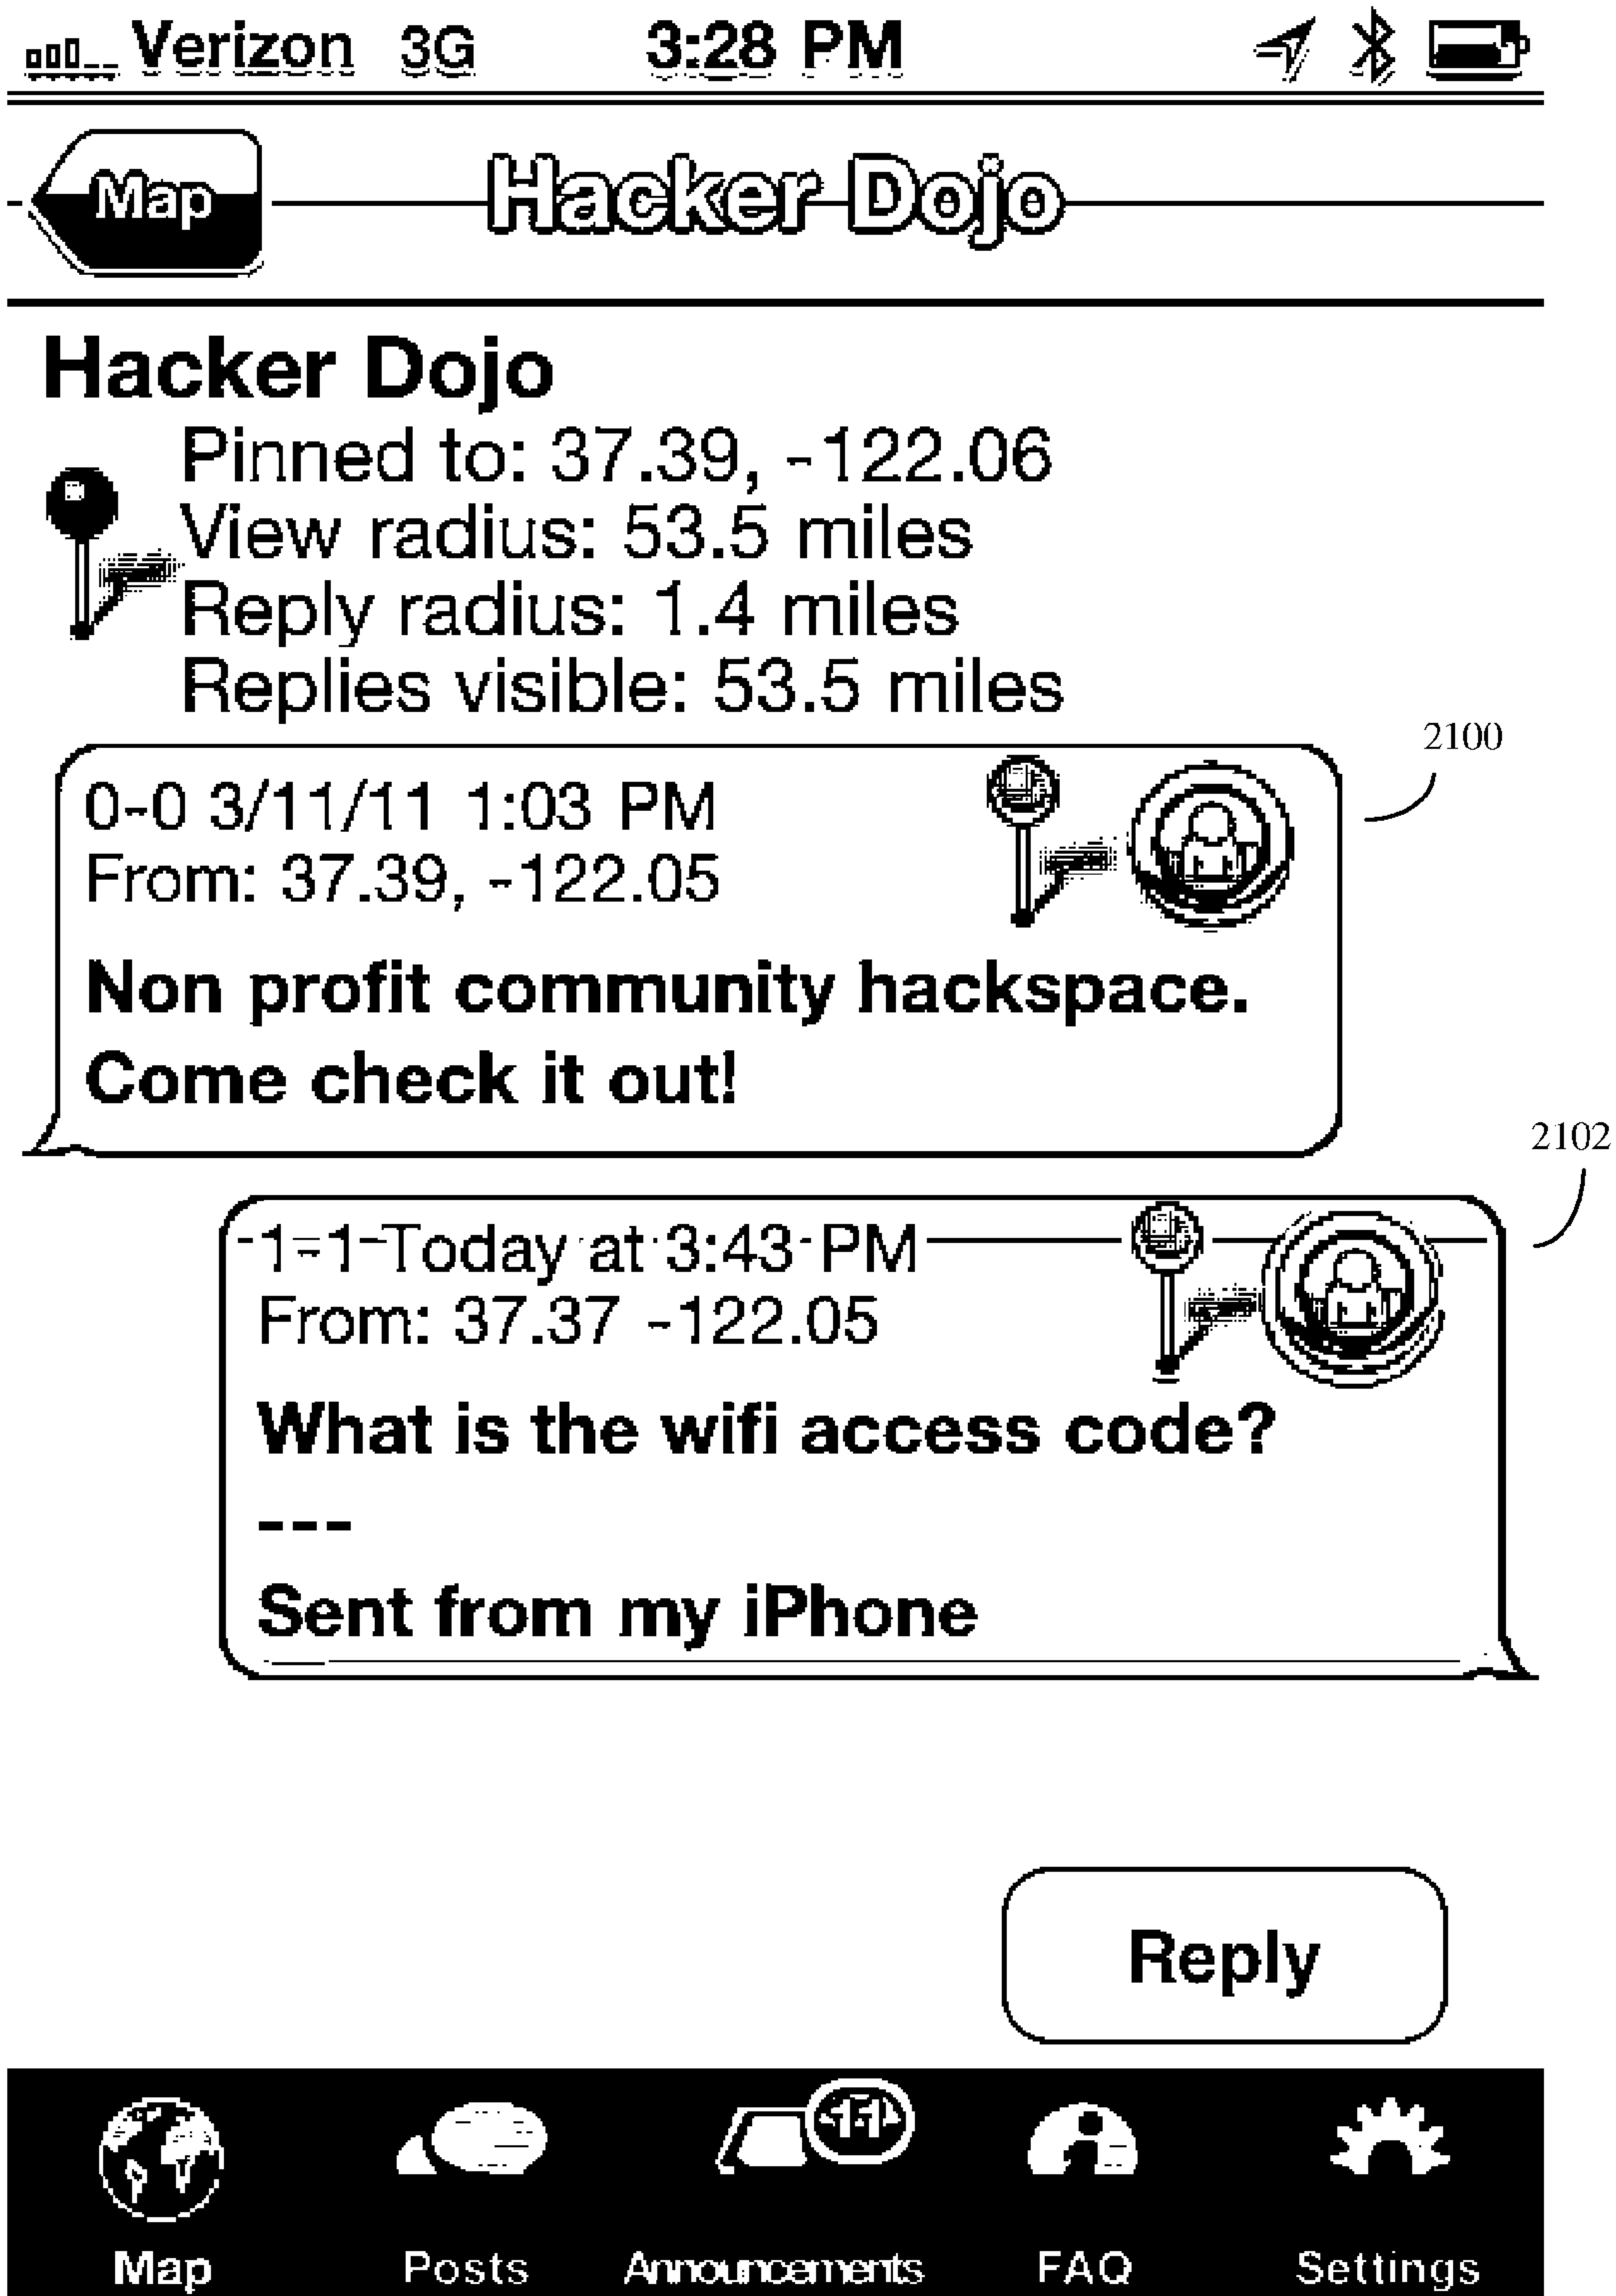 Verizon 3G 3:28 PM
Map Hacker Dojo
Hacker Dojo
Pinned to: 37.39, -122.06
View radius: 53.5 miles
Reply radius: 1.4 miles
Replies visible: 53.5 miles
2100
0-0 3/11/11 1:03 PM
From: 37.39, -122.05
Non profit community hackspace.
Come check it out!
2102
1-1 Today at 3:43 PM
From: 37.37 -122.05
What is the wifi access code?
---
Sent from my iPhone
Reply
11
Map Posts Announcements FAQ Settings